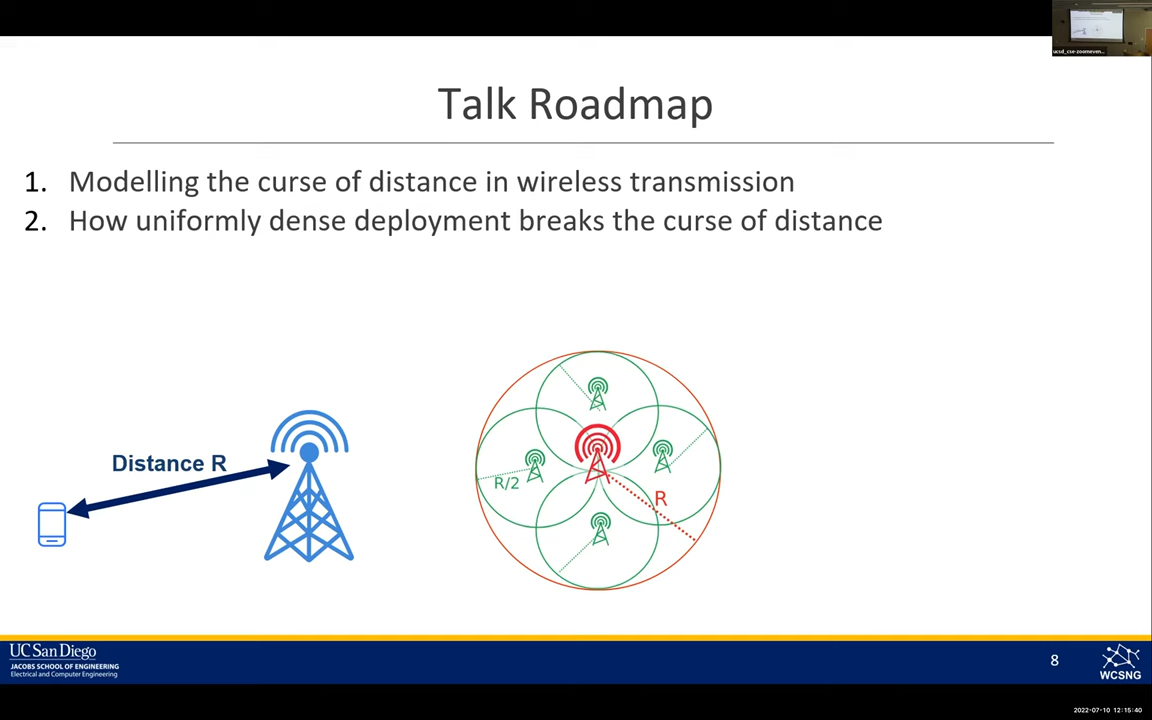 ucsd_cse-zoomeven...
Talk Roadmap
1. Modelling the curse of distance in wireless transmission
2. How uniformly dense deployment breaks the curse of distance
Distance R
R/2
R
UC San Diego
JACOBS SCHOOL OF ENGINEERING
Electrical and Computer Engineering
8
WCSNG
2022-07-10 12:15:40